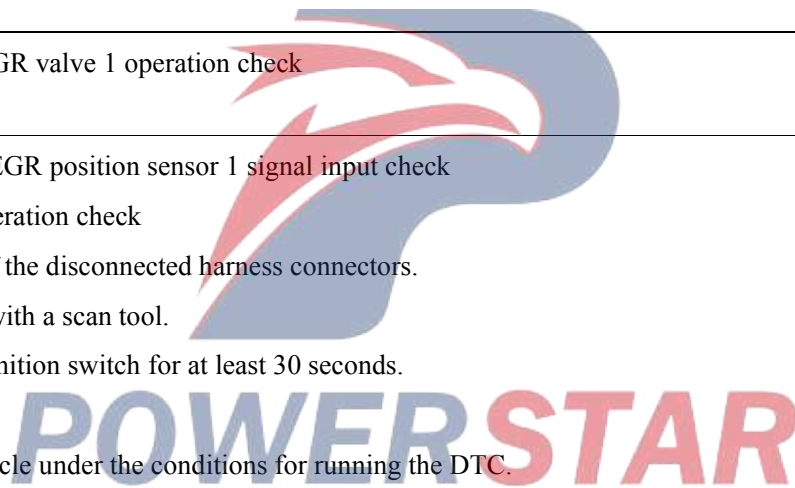 GR valve 1 operation check
EGR position sensor 1 signal input check
eration check
the disconnected harness connectors.
with a scan tool.
nition switch for at least 30 seconds.
POWERSTAR
cle under the conditions for running the DTC.